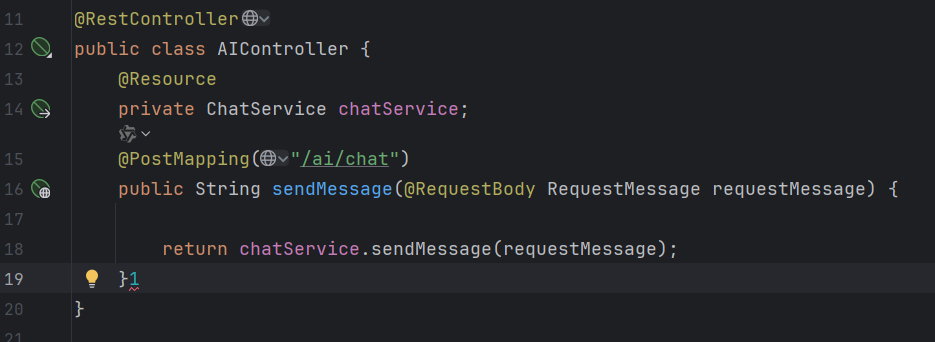 11 @RestController
12 public class AIController {
13 @Resource
14 private ChatService chatService;
15 @PostMapping("/ai/chat")
16 public String sendMessage(@RequestBody RequestMessage requestMessage) {
17
18 return chatService.sendMessage(requestMessage);
19 }1
20 }
21